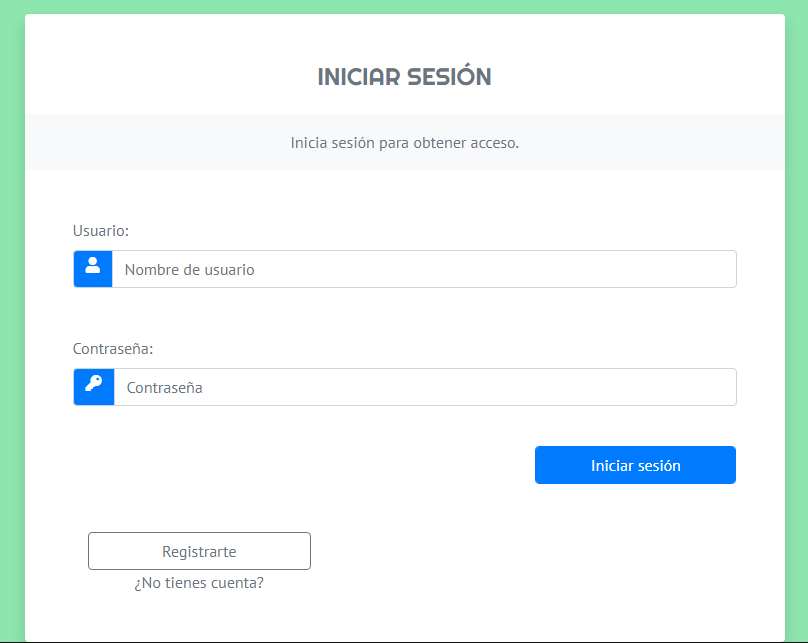 INICIAR SESIÓN
Inicia sesión para obtener acceso.
Usuario:
Nombre de usuario
Contraseña:
Contraseña
Iniciar sesión
Registrarte
¿No tienes cuenta?